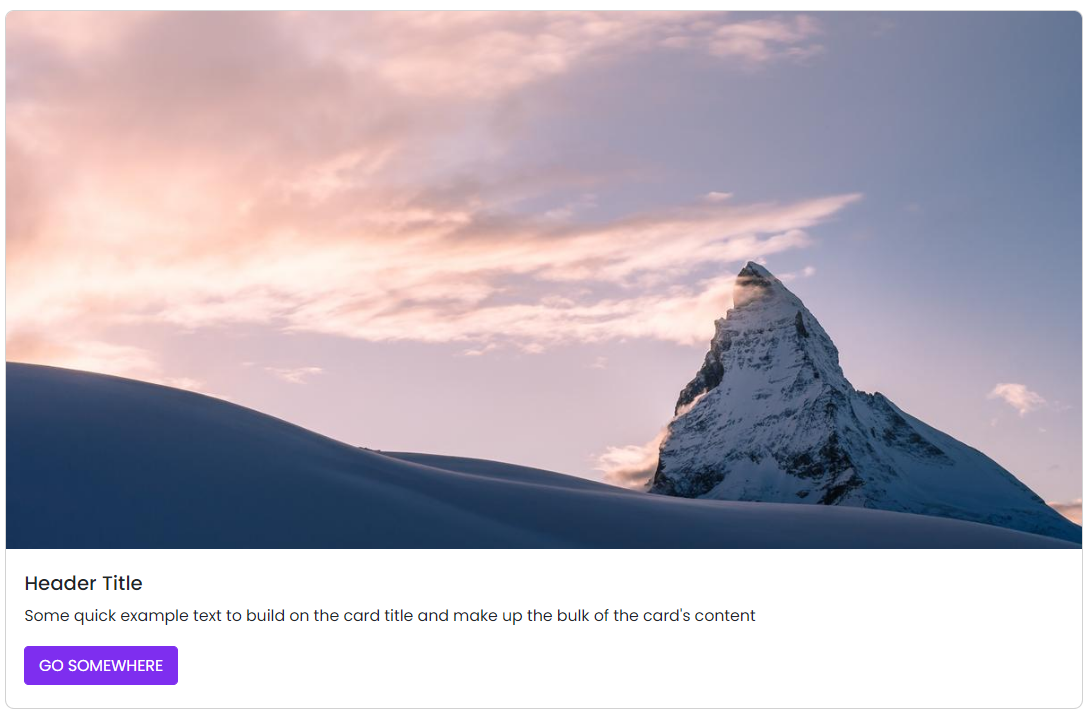 Header Title
Some quick example text to build on the card title and make up the bulk of the card's content
GO SOMEWHERE